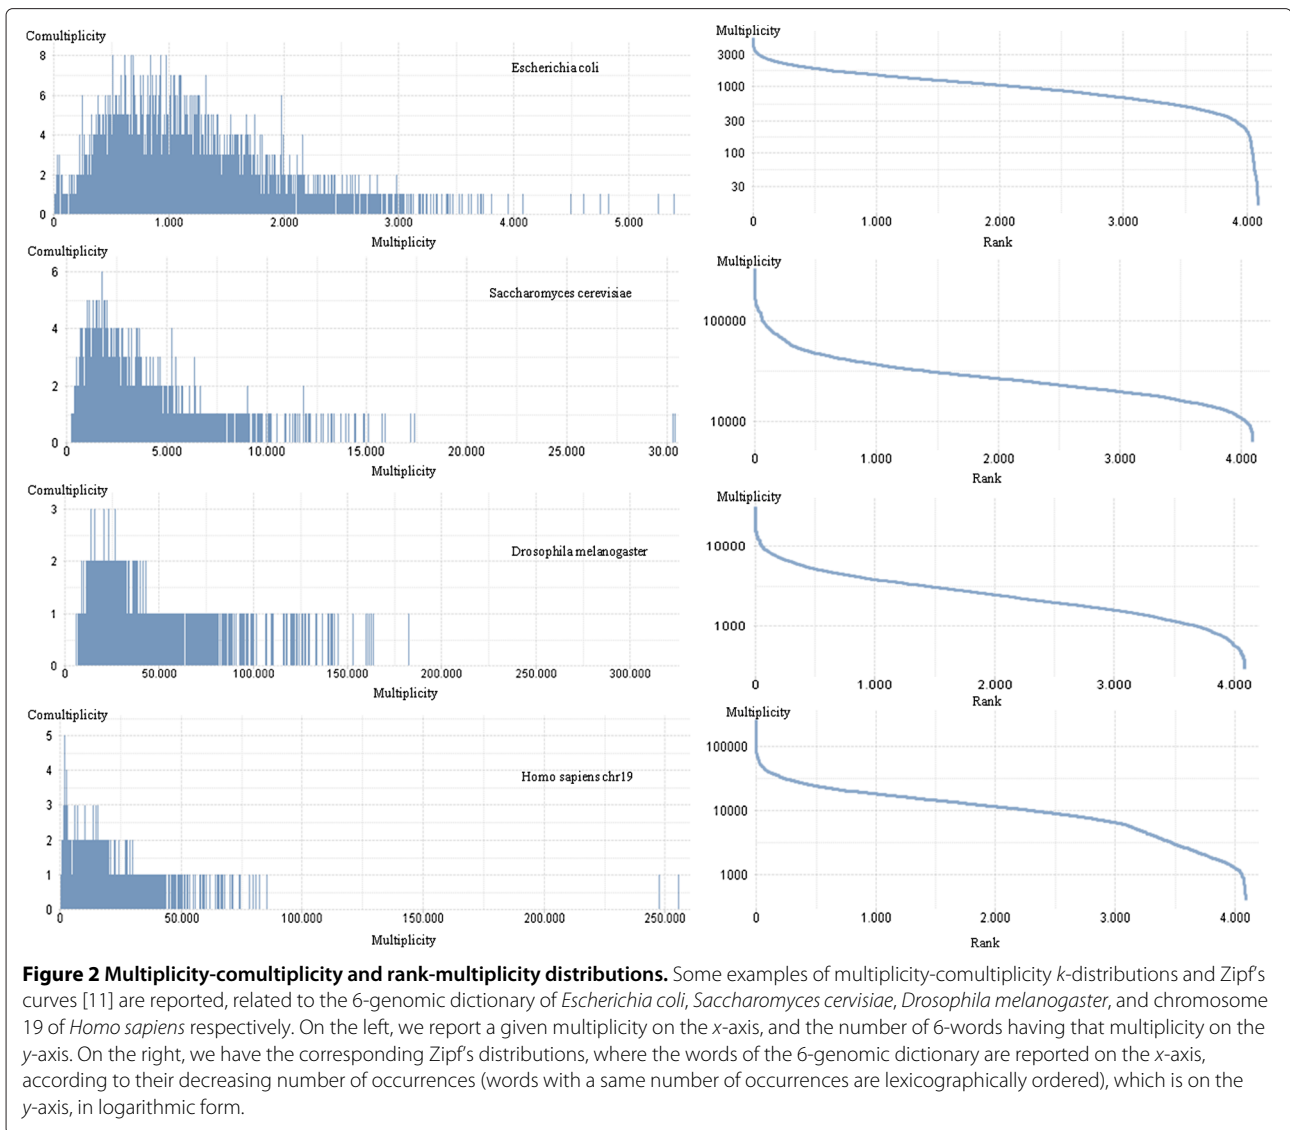 Comultiplicity
8
6
4
2
0
Escherichia coli
0 1.000 2.000 3.000 4.000 5.000
Multiplicity
Multiplicity
3000
1000
300
100
30
0 1.000 2.000 3.000 4.000
Rank
Comultiplicity
6
4
2
0
Saccharomyces cerevisiae
0 5.000 10.000 15.000 20.000 25.000 30.00
Multiplicity
Multiplicity
100000
10000
0 1.000 2.000 3.000 4.000
Rank
Comultiplicity
3
2
1
0
Drosophila melanogaster
0 50.000 100.000 150.000 200.000 250.000 300.000
Multiplicity
Multiplicity
10000
1000
0 1.000 2.000 3.000 4.000
Rank
Comultiplicity
5
4
3
2
1
0
Homo sapiens chr19
0 50.000 100.000 150.000 200.000 250.000
Multiplicity
Multiplicity
100000
10000
1000
0 1.000 2.000 3.000 4.000
Rank
Figure 2 Multiplicity-comultiplicity and rank-multiplicity distributions. Some examples of multiplicity-comultiplicity k-distributions and Zipf's
curves [11] are reported, related to the 6-genomic dictionary of Escherichia coli, Saccharomyces cervisiae, Drosophila melanogaster, and chromosome
19 of Homo sapiens respectively. On the left, we report a given multiplicity on the x-axis, and the number of 6-words having that multiplicity on the
y-axis. On the right, we have the corresponding Zipf's distributions, where the words of the 6-genomic dictionary are reported on the x-axis,
according to their decreasing number of occurrences (words with a same number of occurrences are lexicographically ordered), which is on the
y-axis, in logarithmic form.